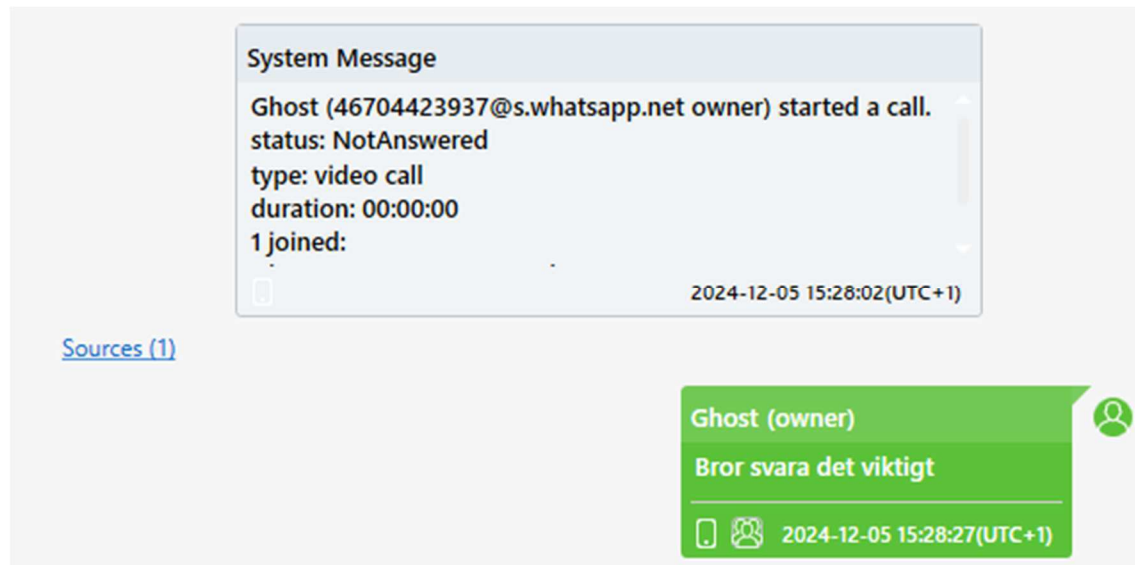 System Message
Ghost (46704423937@s.whatsapp.net owner) started a call.
status: NotAnswered
type: video call
duration: 00:00:00
1 joined:
2024-12-05 15:28:02(UTC+1)
Sources (1)
Ghost (owner)
Bror svara det viktigt
2024-12-05 15:28:27(UTC+1)